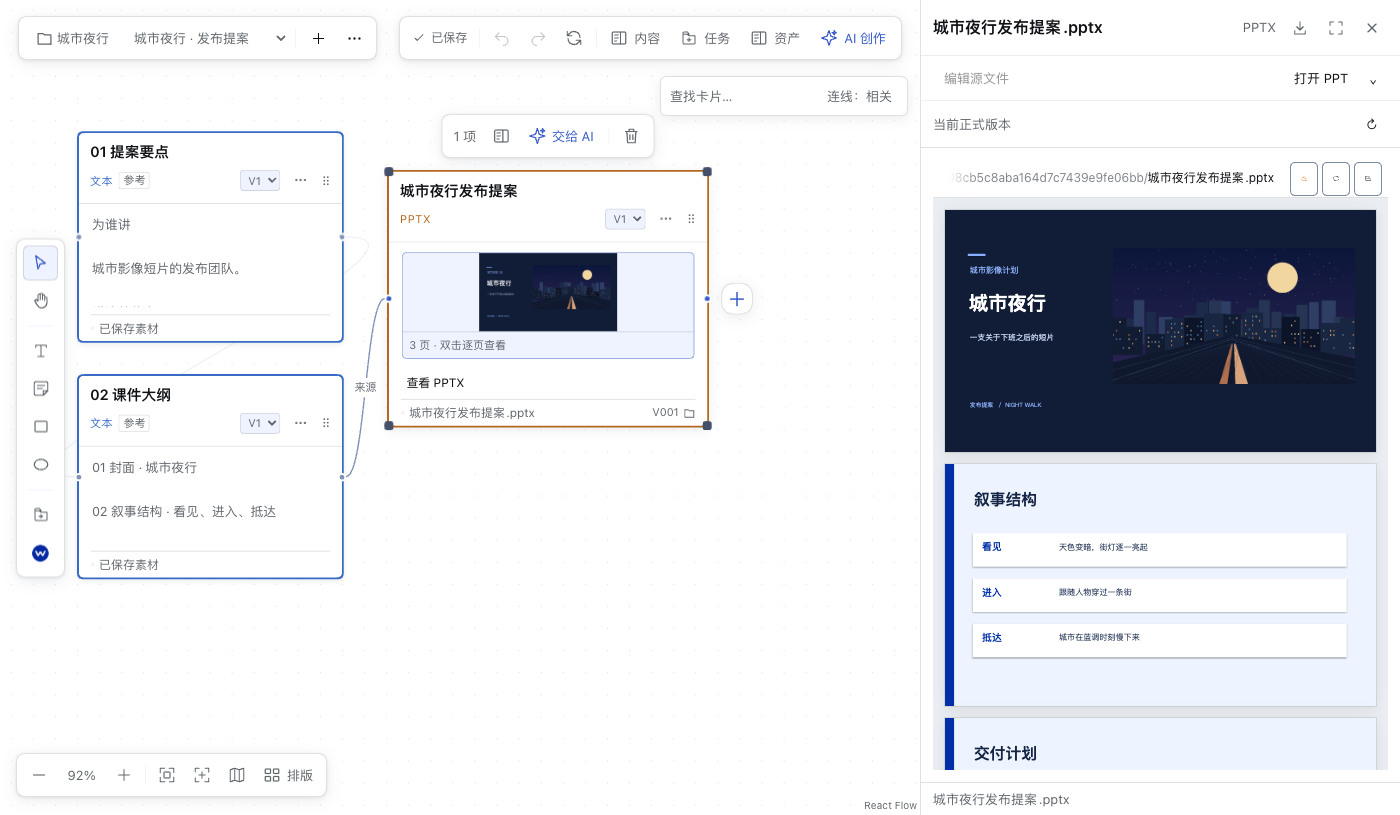 城市夜行
城市夜行 · 发布提案
已保存
内容
任务
资产
AI 创作
查找卡片...
连线：相关
1 项
交给 AI
01 提案要点
文本
参考
V1
为谁讲
城市影像短片的发布团队。
已保存素材
02 课件大纲
文本
参考
V1
01 封面 · 城市夜行
02 叙事结构 · 看见、进入、抵达
已保存素材
来源
城市夜行发布提案
PPTX
V1
城市夜行
3 页 · 双击逐页查看
查看 PPTX
城市夜行发布提案.pptx
V001
92%
排版
React Flow
城市夜行发布提案.pptx
PPTX
编辑源文件
打开 PPT
当前正式版本
8cb5c8aba164d7c7439e9fe06bb/城市夜行发布提案.pptx
城市影像计划
城市夜行
一支关于下班之后的短片
发布提案 / NIGHT WALK
叙事结构
看见
天色变暗，街灯逐一亮起
进入
跟随人物穿过一条街
抵达
城市在蓝调时刻慢下来
交付计划
城市夜行发布提案.pptx